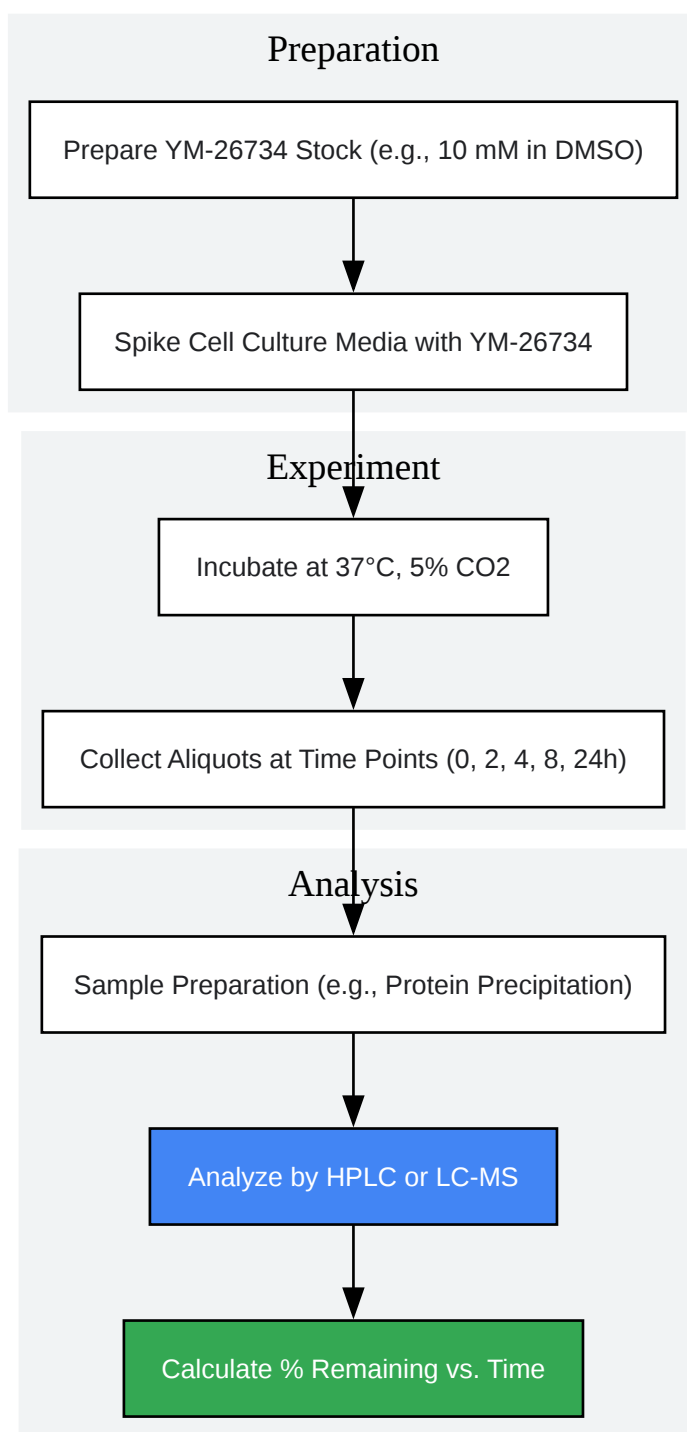 Preparation
Prepare YM-26734 Stock (e.g., 10 mM in DMSO)
Spike Cell Culture Media with YM-26734
Experiment
Incubate at 37°C, 5% CO2
Collect Aliquots at Time Points (0, 2, 4, 8, 24h)
Analysis
Sample Preparation (e.g., Protein Precipitation)
Analyze by HPLC or LC-MS
Calculate % Remaining vs. Time